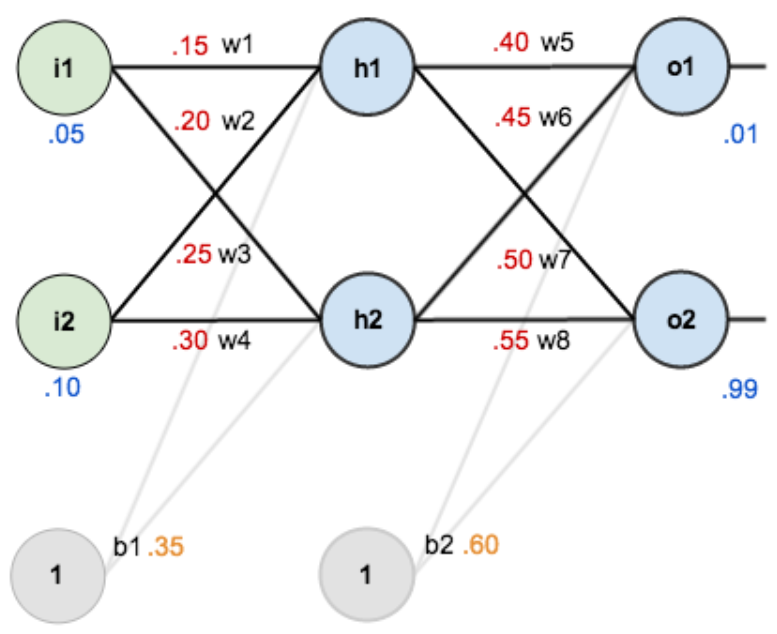 .15 w1
.40 w5
i1
h1
o1
.20 w2
.45 w6
.05
.01
.25 w3
.50 w7
i2
h2
o2
.30 w4
.55 w8
.10
.99
b1 .35
b2 .60
1
1